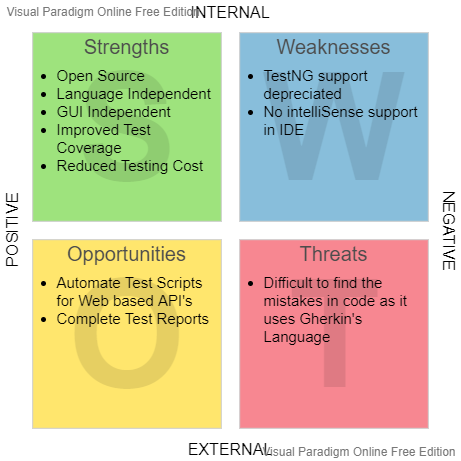 Visual Paradigm Online Free Edition
INTERNAL
Strengths
• Open Source
• Language Independent
• GUI Independent
• Improved Test
Coverage
• Reduced Testing Cost
S
Weaknesses
• TestNG support
depreciated
• No intelliSense support
in IDE
W
POSITIVE
NEGATIVE
Opportunities
• Automate Test Scripts
for Web based API's
• Complete Test Reports
O
Threats
• Difficult to find the
mistakes in code as it
uses Gherkin's
Language
T
EXTERNAL
Visual Paradigm Online Free Edition